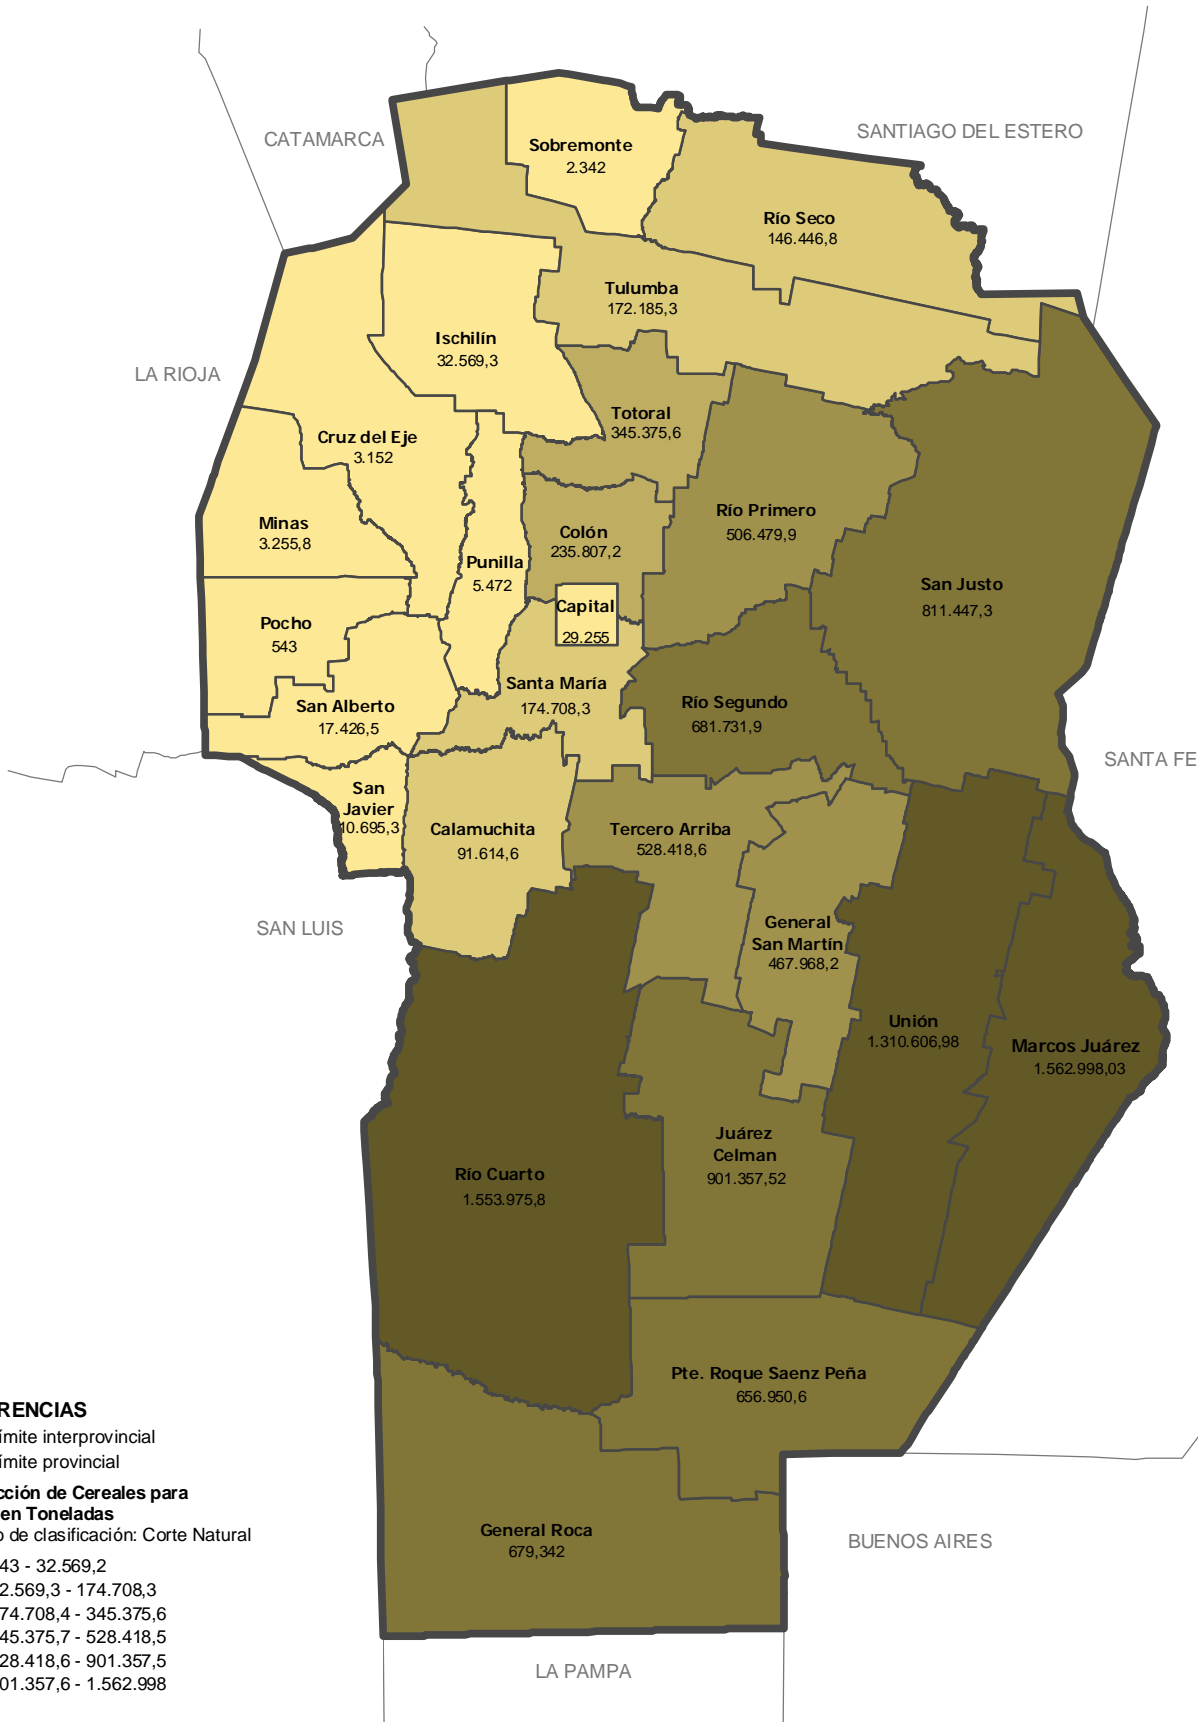 CATAMARCA
SANTIAGO DEL ESTERO
Sobremonte
2.342
Río Seco
146.446,8
Tulumba
172.185,3
Ischilín
32.569,3
LA RIOJA
Totoral
345.375,6
Cruz del Eje
3.152
Minas
3.255,8
Río Primero
506.479,9
Colón
235.807,2
Punilla
5.472
San Justo
811.447,3
Capital
29.255
Pocho
543
Santa María
174.708,3
San Alberto
17.426,5
Río Segundo
681.731,9
SANTA FE
San
Javier
10.695,3
Calamuchita
91.614,6
Tercero Arriba
528.418,6
SAN LUIS
General
San Martín
467.968,2
Unión
1.310.606,98
Marcos Juárez
1.562.998,03
Juárez
Celman
901.357,52
Río Cuarto
1.553.975,8
Pte. Roque Saenz Peña
656.950,6
General Roca
679,342
BUENOS AIRES
LA PAMPA
RENCIAS
ímite interprovincial
ímite provincial
cción de Cereales para
en Toneladas
o de clasificación: Corte Natural
43 - 32.569,2
2.569,3 - 174.708,3
74.708,4 - 345.375,6
45.375,7 - 528.418,5
28.418,6 - 901.357,5
01.357,6 - 1.562.998